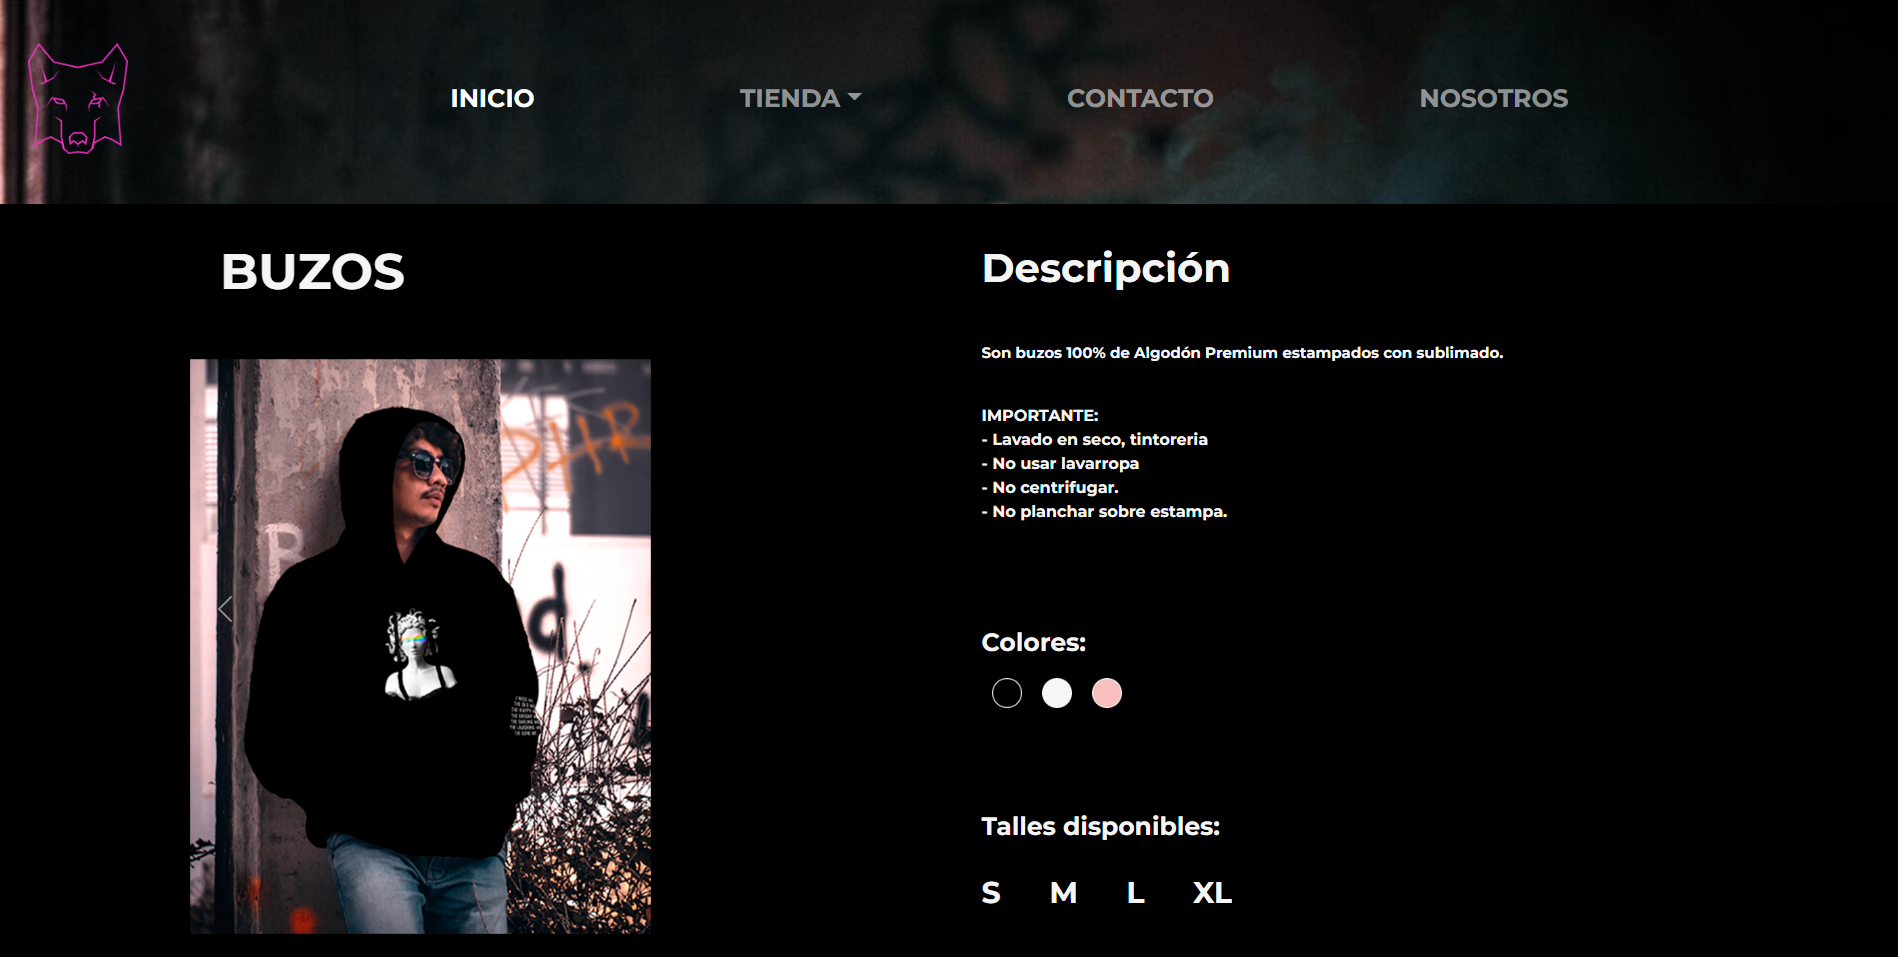 INICIO
TIENDA
CONTACTO
NOSOTROS
BUZOS
Descripción
Son buzos 100% de Algodón Premium estampados con sublimado.
IMPORTANTE:
- Lavado en seco, tintoreria
- No usar lavarropa
- No centrifugar.
- No planchar sobre estampa.
Colores:
Talles disponibles:
S M L XL
PHR
B
d